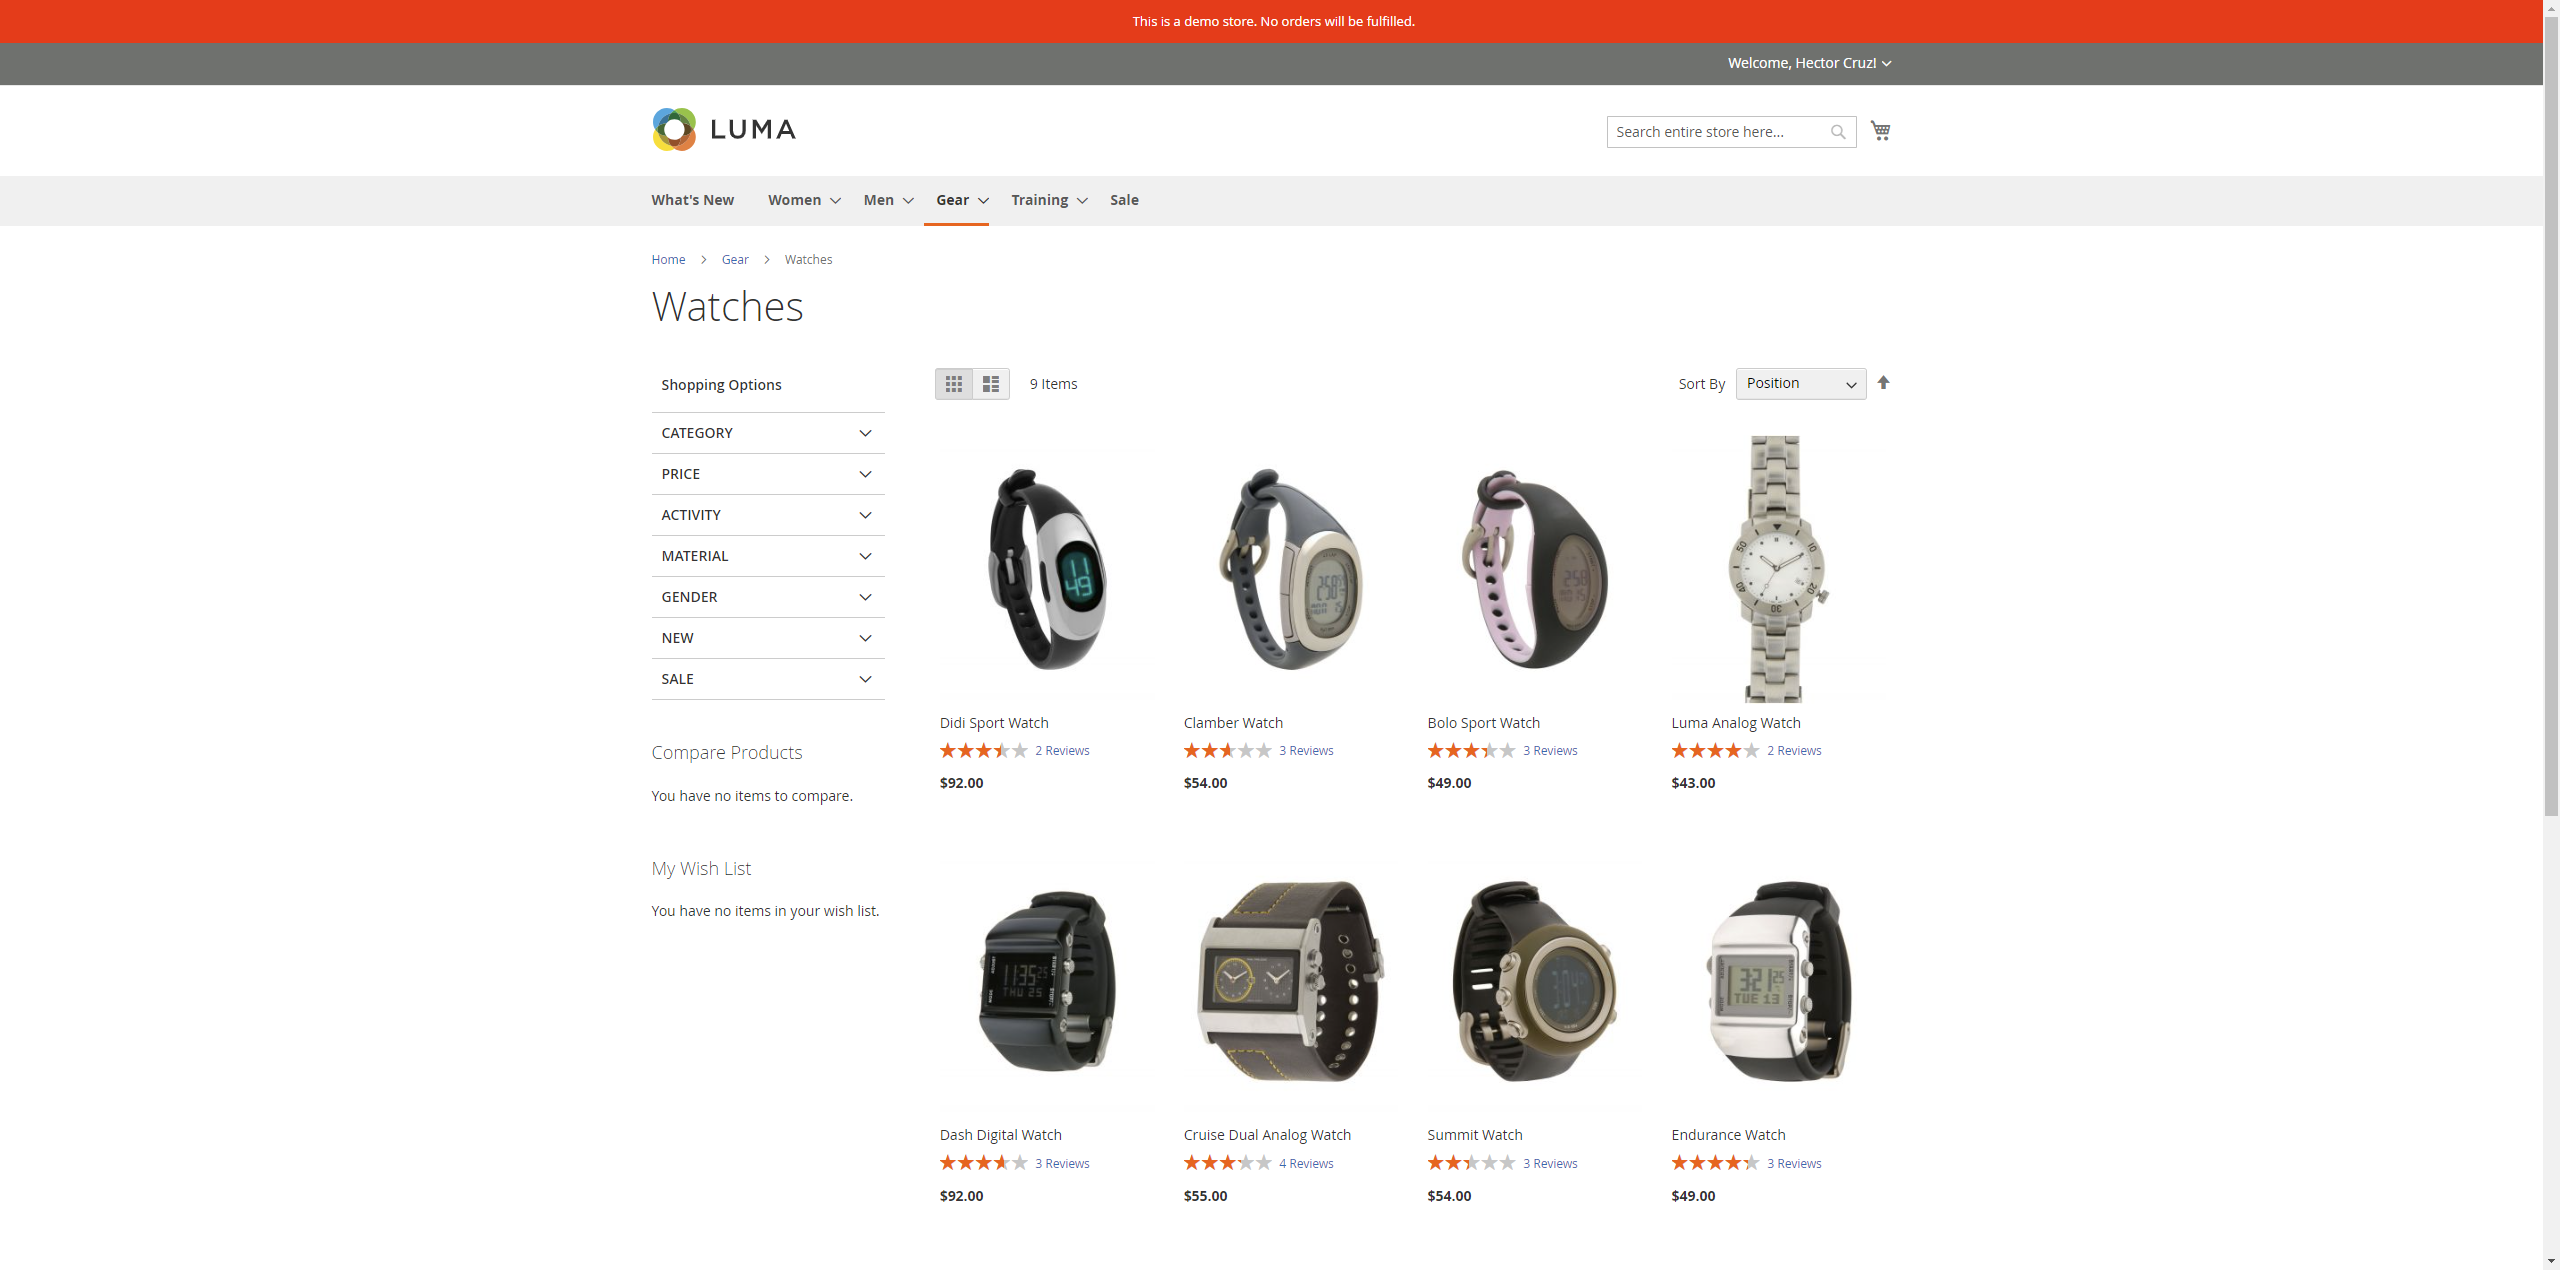 This is a demo store. No orders will be fulfilled.
Welcome, Hector Cruz!
LUMA
Search entire store here...
What's New Women Men Gear Training Sale
Home Gear Watches
Watches
Shopping Options
CATEGORY
PRICE
ACTIVITY
MATERIAL
GENDER
NEW
SALE
Compare Products
You have no items to compare.
My Wish List
You have no items in your wish list.
9 Items
Sort By Position
Didi Sport Watch
2 Reviews
$92.00
Clamber Watch
3 Reviews
$54.00
Bolo Sport Watch
3 Reviews
$49.00
Luma Analog Watch
2 Reviews
$43.00
Dash Digital Watch
3 Reviews
$92.00
Cruise Dual Analog Watch
4 Reviews
$55.00
Summit Watch
3 Reviews
$54.00
Endurance Watch
3 Reviews
$49.00